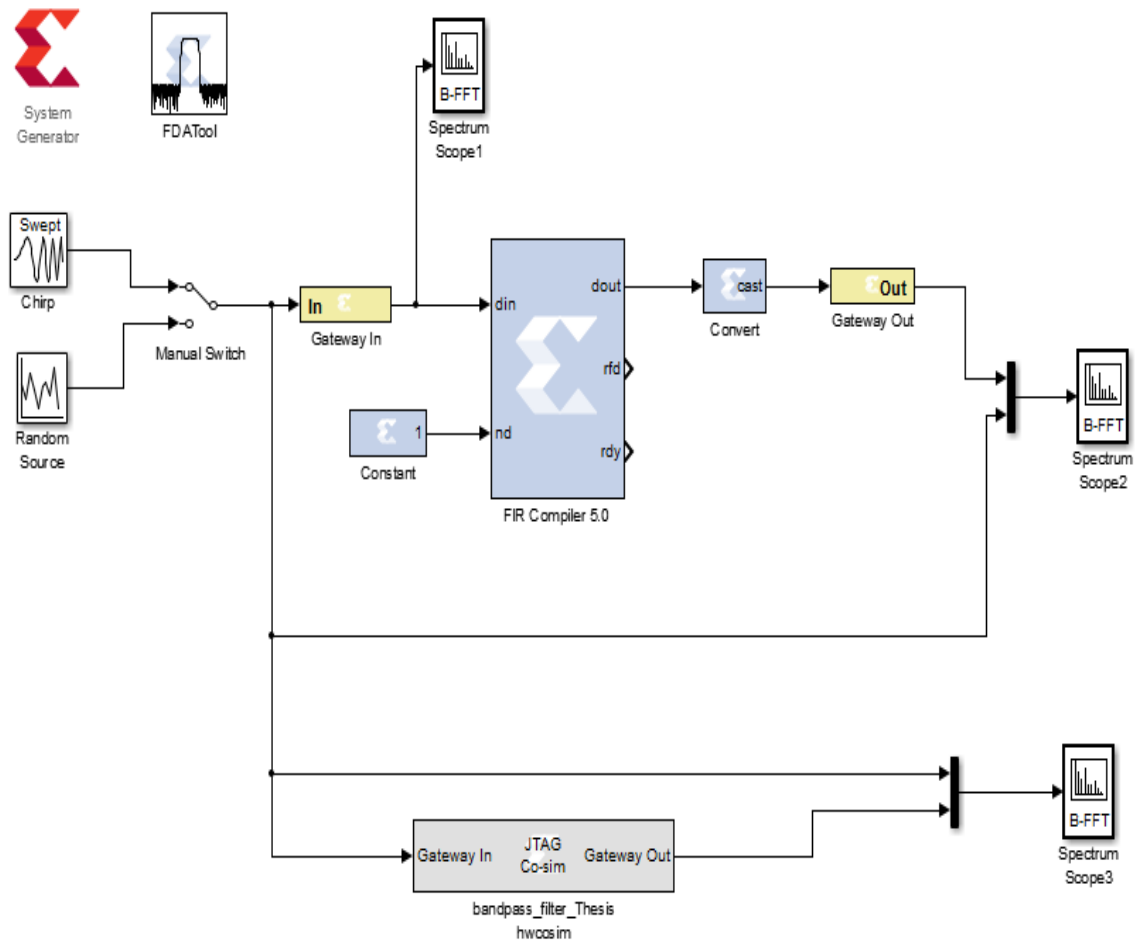 System
Generator
FDATool
B-FFT
Spectrum
Scope1
Swept
Chirp
Manual Switch
Random
Source
In
Gateway In
1
Constant
din
nd
dout
rfd
rdy
FIR Compiler 5.0
cast
Convert
Out
Gateway Out
B-FFT
Spectrum
Scope2
Gateway In
JTAG
Co-sim
Gateway Out
bandpass_filter_Thesis
hwcosim
B-FFT
Spectrum
Scope3